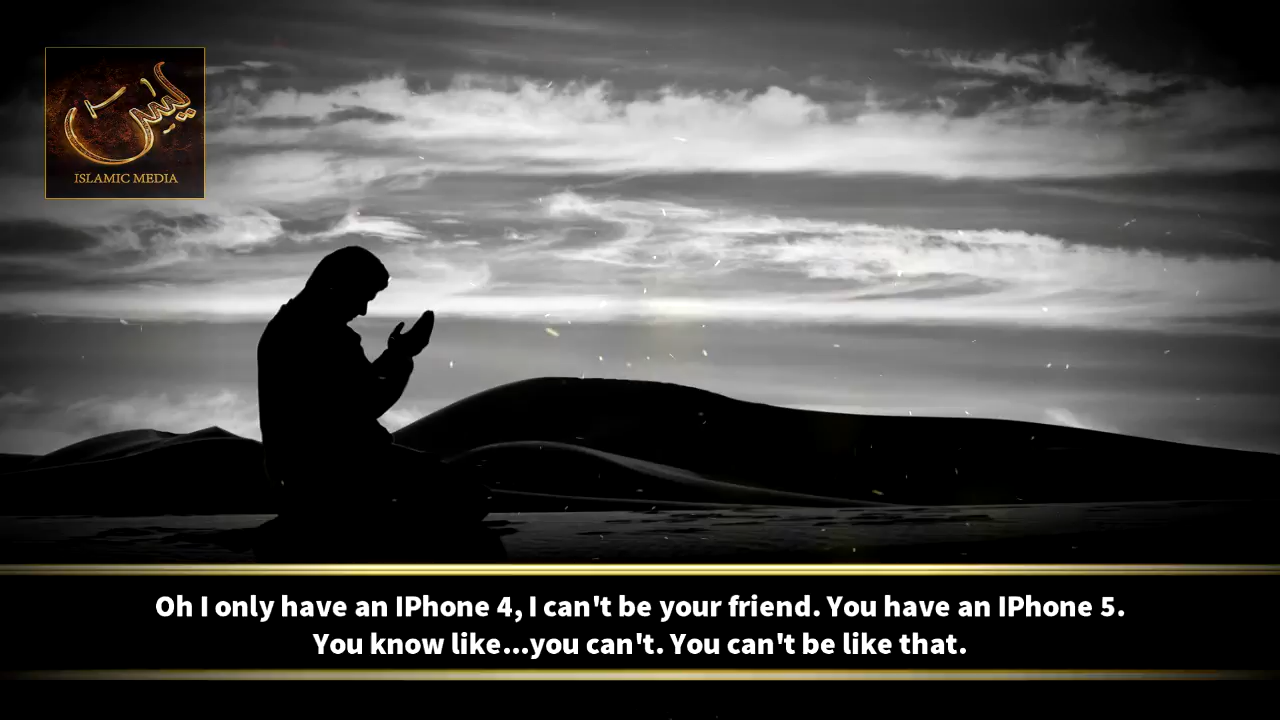 يٰسٓ
ISLAMIC MEDIA
Oh I only have an IPhone 4, I can't be your friend. You have an IPhone 5.
You know like...you can't. You can't be like that.